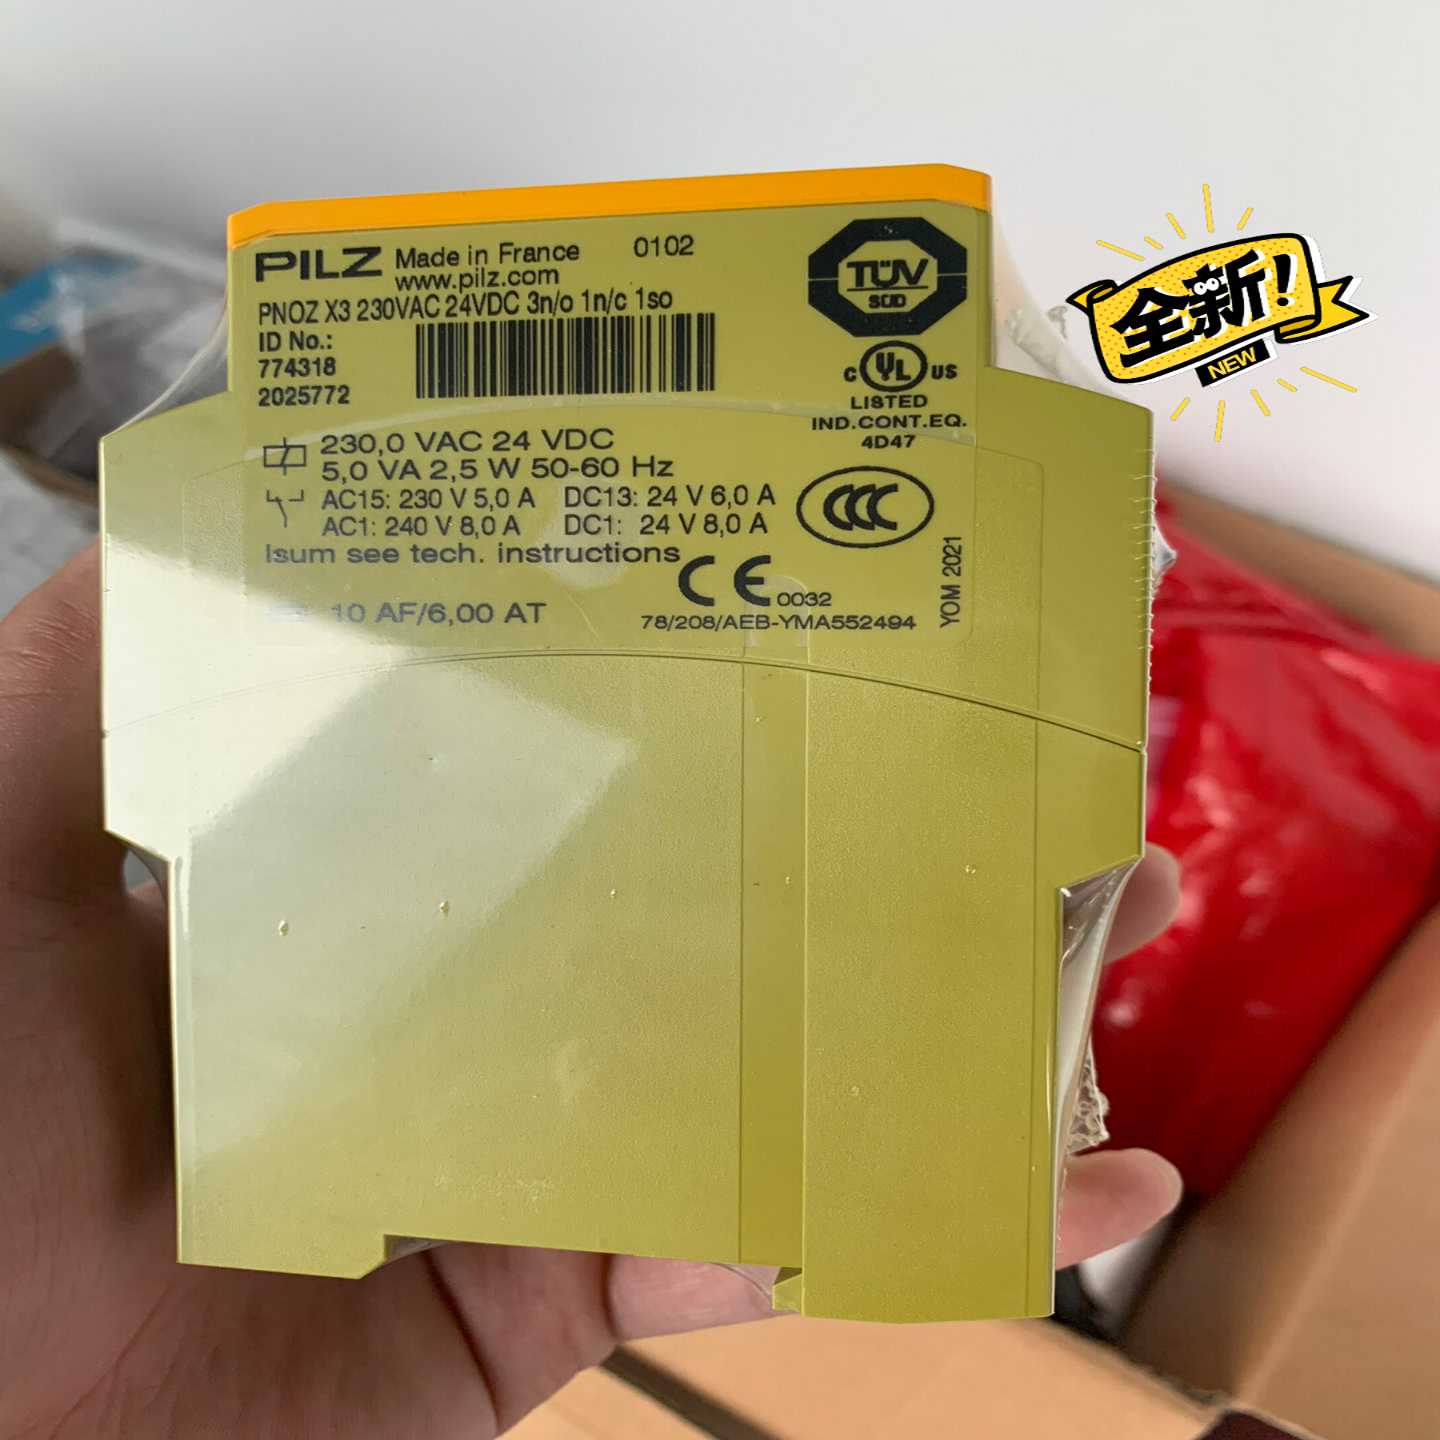 PILZ Made in France 0102
www.pilz.com
PNOZ X3 230VAC 24VDC 3n/o 1n/c 1so
ID No.:
774318
2025772
TÜV
SÜD
C UL US
LISTED
IND.CONT.EQ.
4D47
230,0 VAC 24 VDC
5,0 VA 2,5 W 50-60 Hz
AC15: 230 V 5,0 A DC13: 24 V 6,0 A
AC1: 240 V 8,0 A DC1: 24 V 8,0 A
Isum see tech. instructions
CCC
CE 0032
10 AF/6,00 AT
78/208/AEB-YMA552494
YOM 2021
全新!
NEW